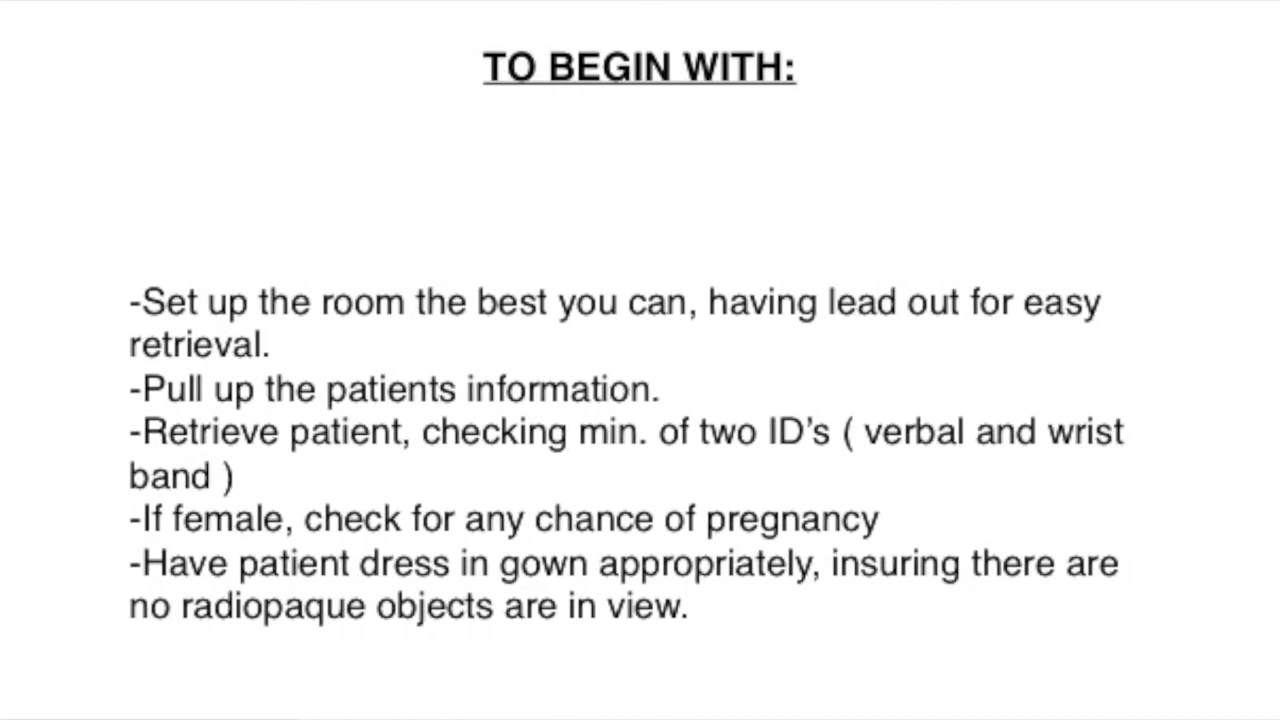 TO BEGIN WITH:
-Set up the room the best you can, having lead out for easy
retrieval.
-Pull up the patients information.
-Retrieve patient, checking min. of two ID’s ( verbal and wrist
band )
-If female, check for any chance of pregnancy
-Have patient dress in gown appropriately, insuring there are
no radiopaque objects are in view.